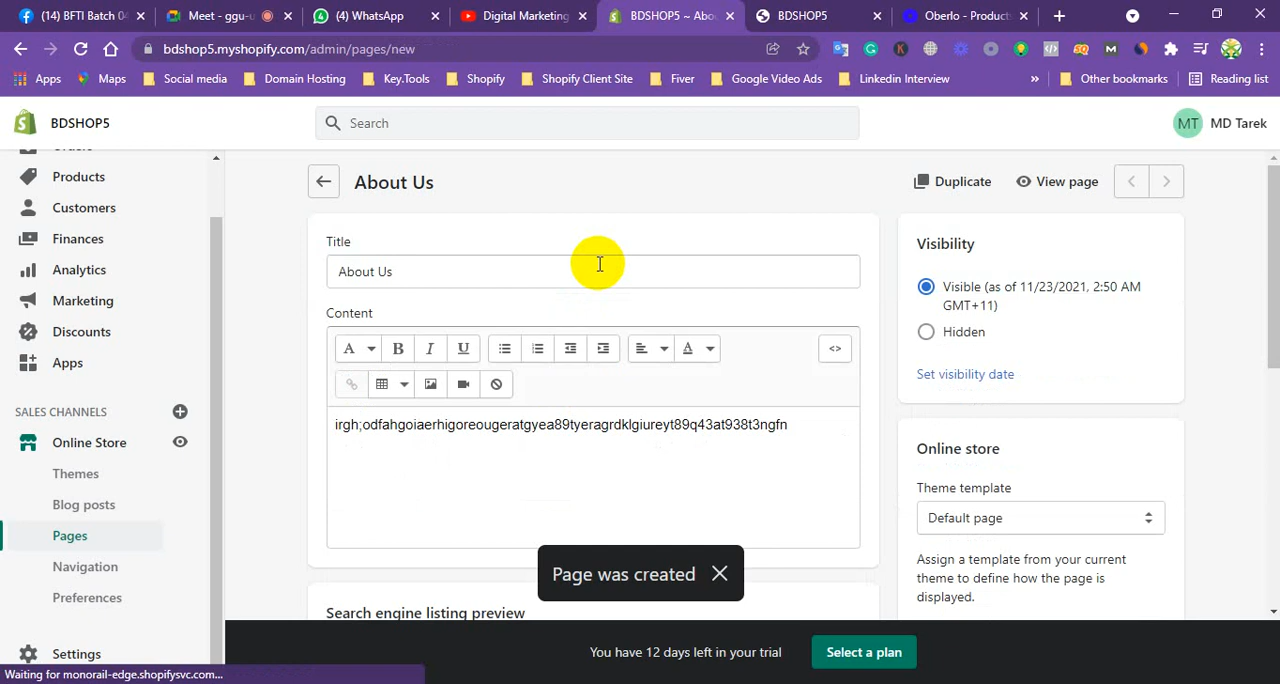 (14) BFTI Batch 04
Meet - ggu-u
(4) WhatsApp
Digital Marketing
BDSHOP5 ~ Abou
BDSHOP5
Oberlo - Products
bdshop5.myshopify.com/admin/pages/new
Apps
Maps
Social media
Domain Hosting
Key.Tools
Shopify
Shopify Client Site
Fiver
Google Video Ads
Linkedin Interview
»
Other bookmarks
Reading list
BDSHOP5
Search
MT
MD Tarek
Products
Customers
Finances
Analytics
Marketing
Discounts
Apps
SALES CHANNELS
Online Store
Themes
Blog posts
Pages
Navigation
Preferences
Settings
Waiting for monorail-edge.shopifysvc.com...
About Us
Duplicate
View page
Title
About Us
Content
A B I U A <>
irgh;odfahgoiaerhigoreougeratgyea89tyeragrdklgiureyt89q43at938t3ngfn
Search engine listing preview
Page was created
Visibility
Visible (as of 11/23/2021, 2:50 AM
GMT+11)
Hidden
Set visibility date
Online store
Theme template
Default page
Assign a template from your current
theme to define how the page is
displayed.
You have 12 days left in your trial
Select a plan